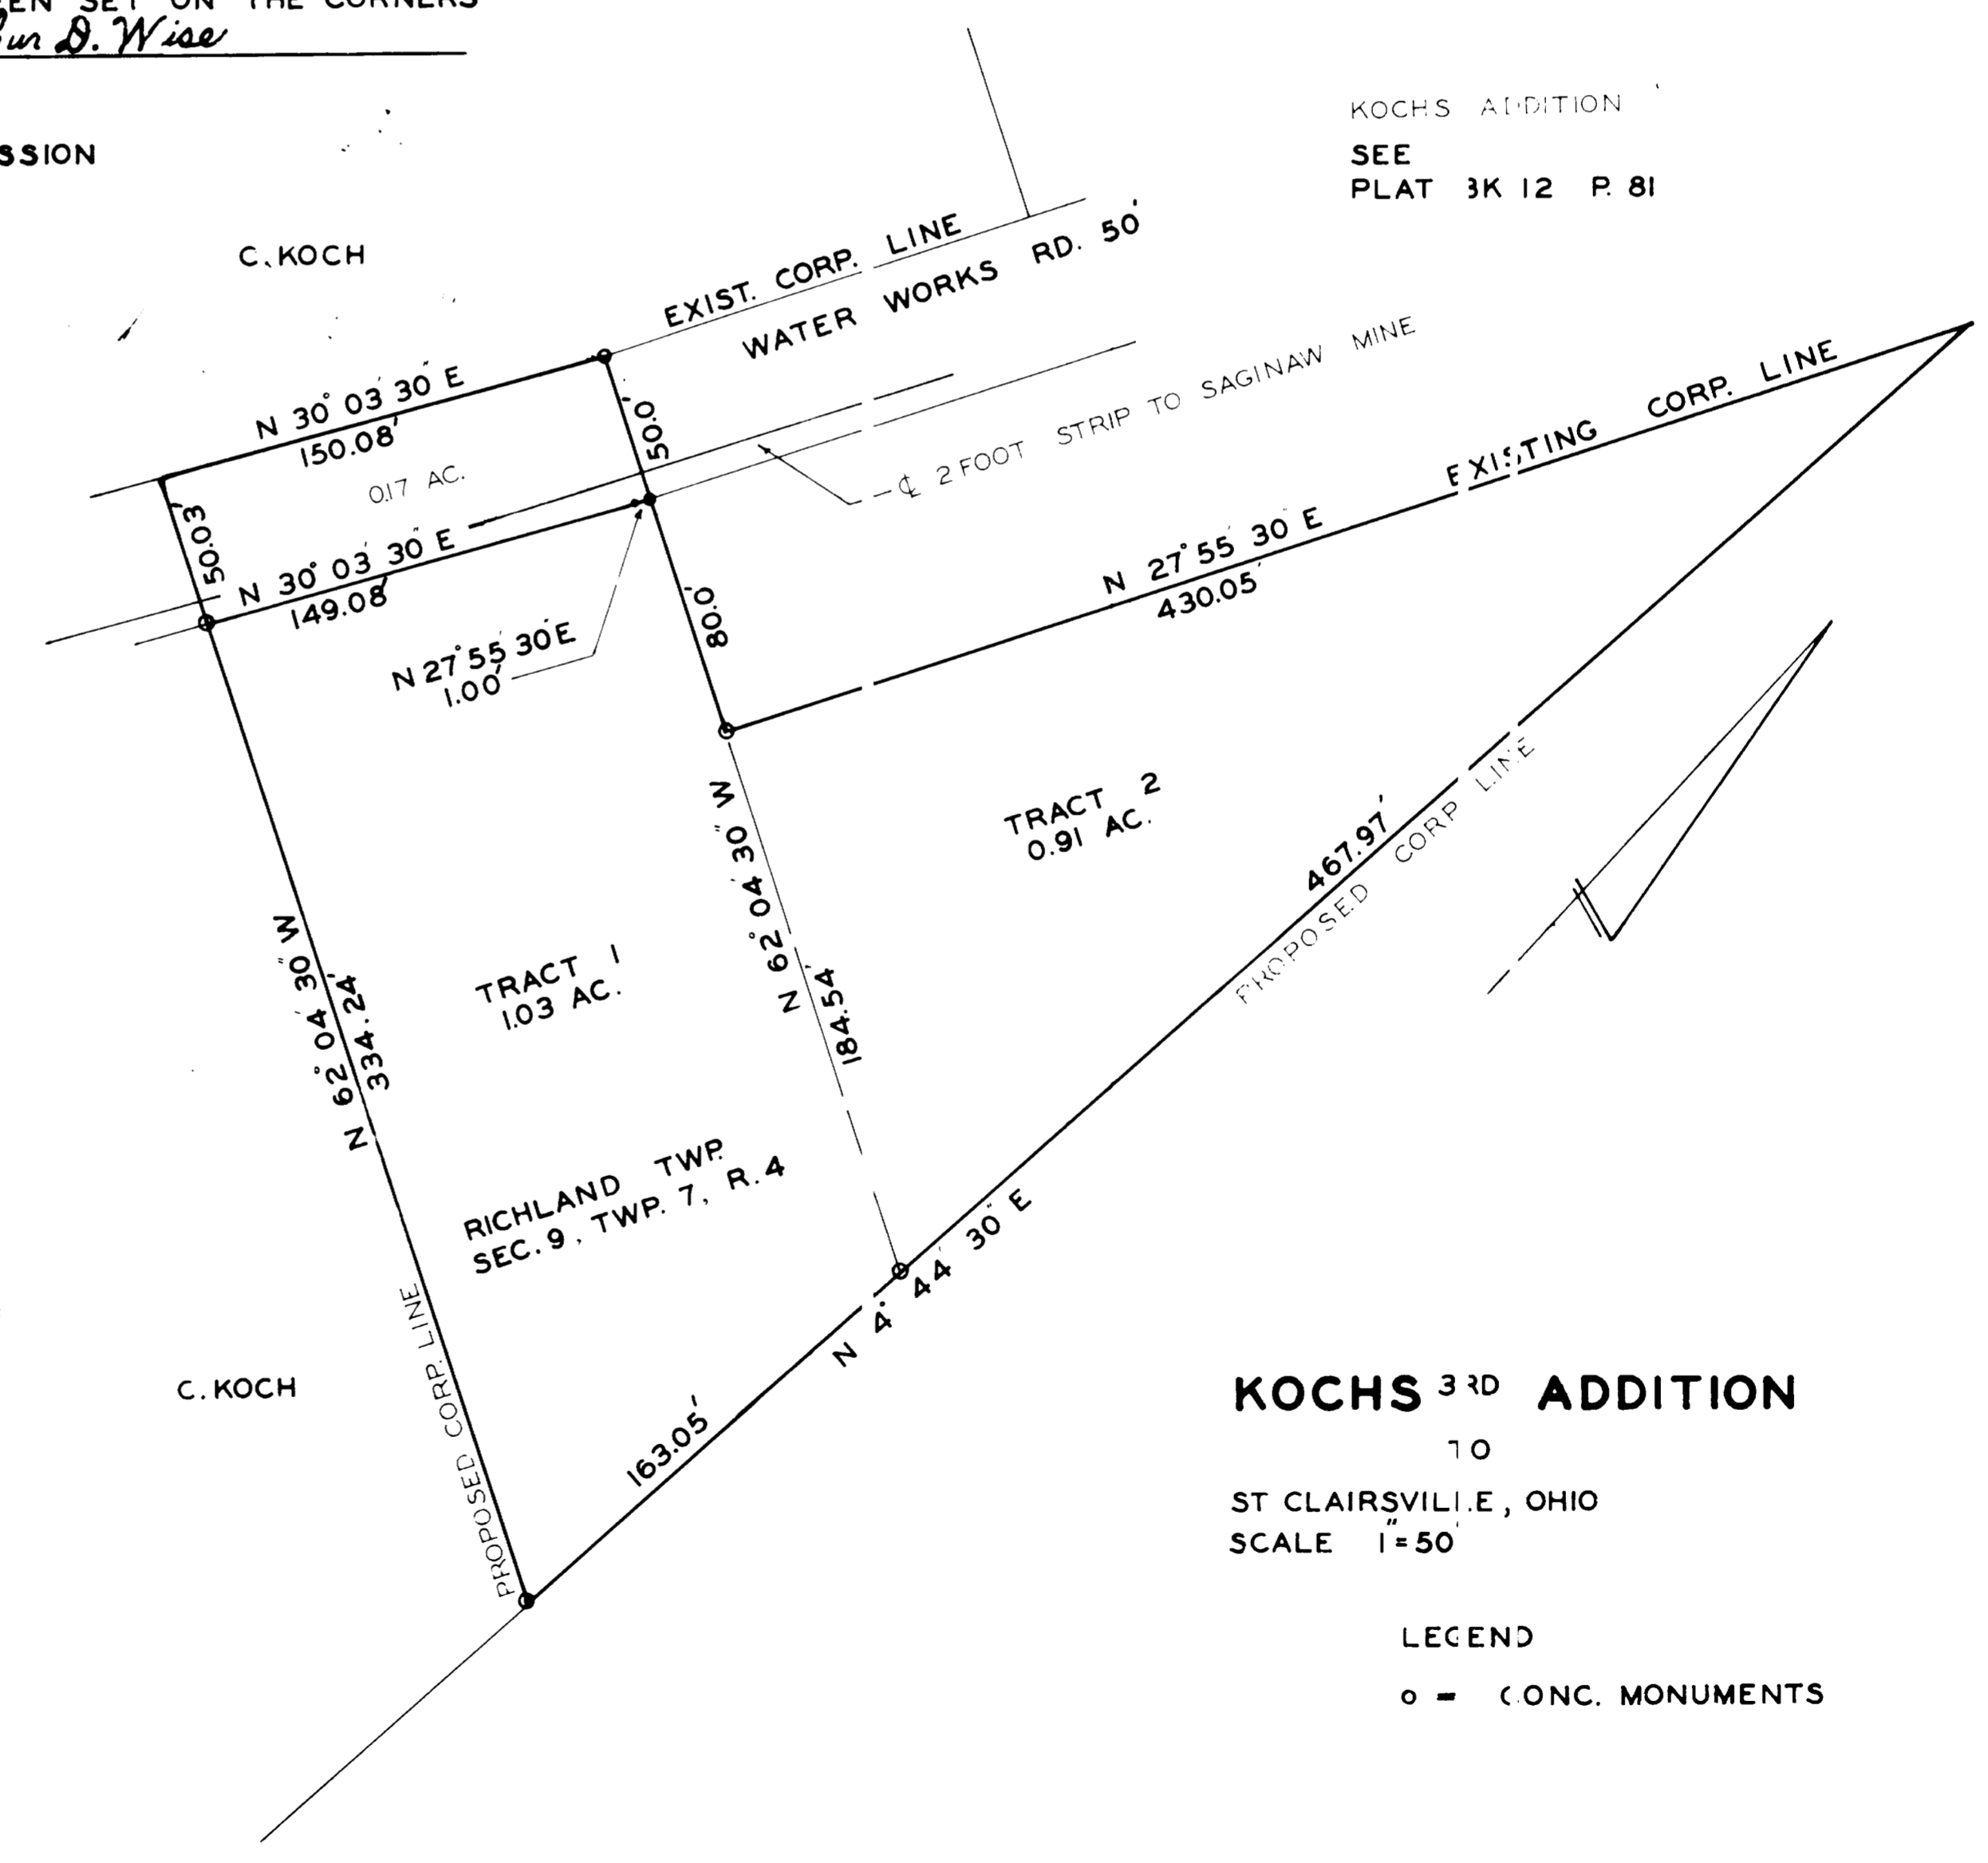 SET ON THE CORNERS
D. Wise
C. KOCH
KOCHS ADDITION
SEE
PLAT BK 12 P. 81
EXIST. CORP. LINE
WATER WORKS RD. 50'
℄ 2 FOOT STRIP TO SAGINAW MINE
N 30° 03' 30" E
150.08'
0.17 AC.
50.0'
50.03'
N 30° 03' 30" E
149.08'
N 27° 55' 30" E
1.00'
80.0'
EXISTING CORP. LINE
N 27° 55' 30" E
430.05'
TRACT 2
0.91 AC.
N 62° 04' 30" W
184.54'
467.97'
PROPOSED CORP LINE
TRACT 1
1.03 AC.
N 62° 04' 30" W
334.24'
RICHLAND TWP.
SEC. 9, TWP. 7, R. 4
N 4° 44' 30" E
163.05'
PROPOSED CORP. LINE
C. KOCH
KOCHS 3RD ADDITION
TO
ST CLAIRSVILLE, OHIO
SCALE 1" = 50'
LEGEND
o = CONC. MONUMENTS